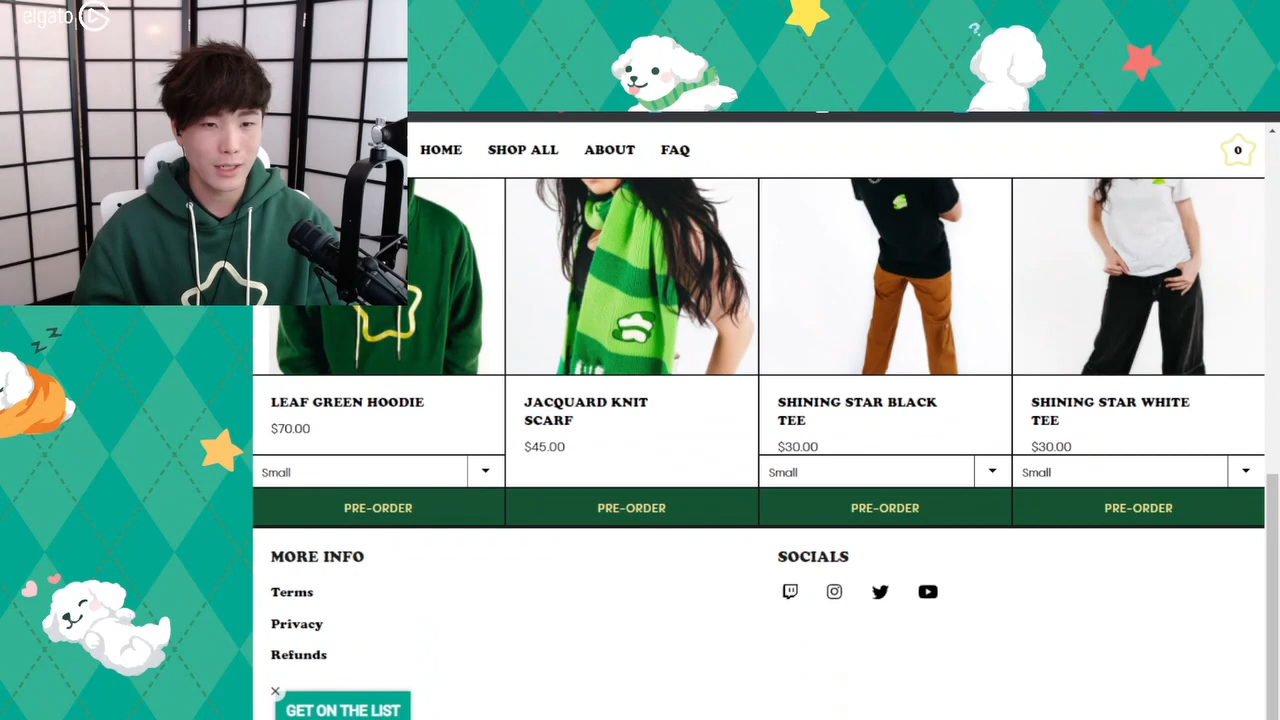 elgato
?
HOME SHOP ALL ABOUT FAQ
0
LEAF GREEN HOODIE
$70.00
Small
PRE-ORDER
JACQUARD KNIT
SCARF
$45.00
PRE-ORDER
SHINING STAR BLACK
TEE
$30.00
Small
PRE-ORDER
SHINING STAR WHITE
TEE
$30.00
Small
PRE-ORDER
z z
MORE INFO
Terms
Privacy
Refunds
SOCIALS
GET ON THE LIST